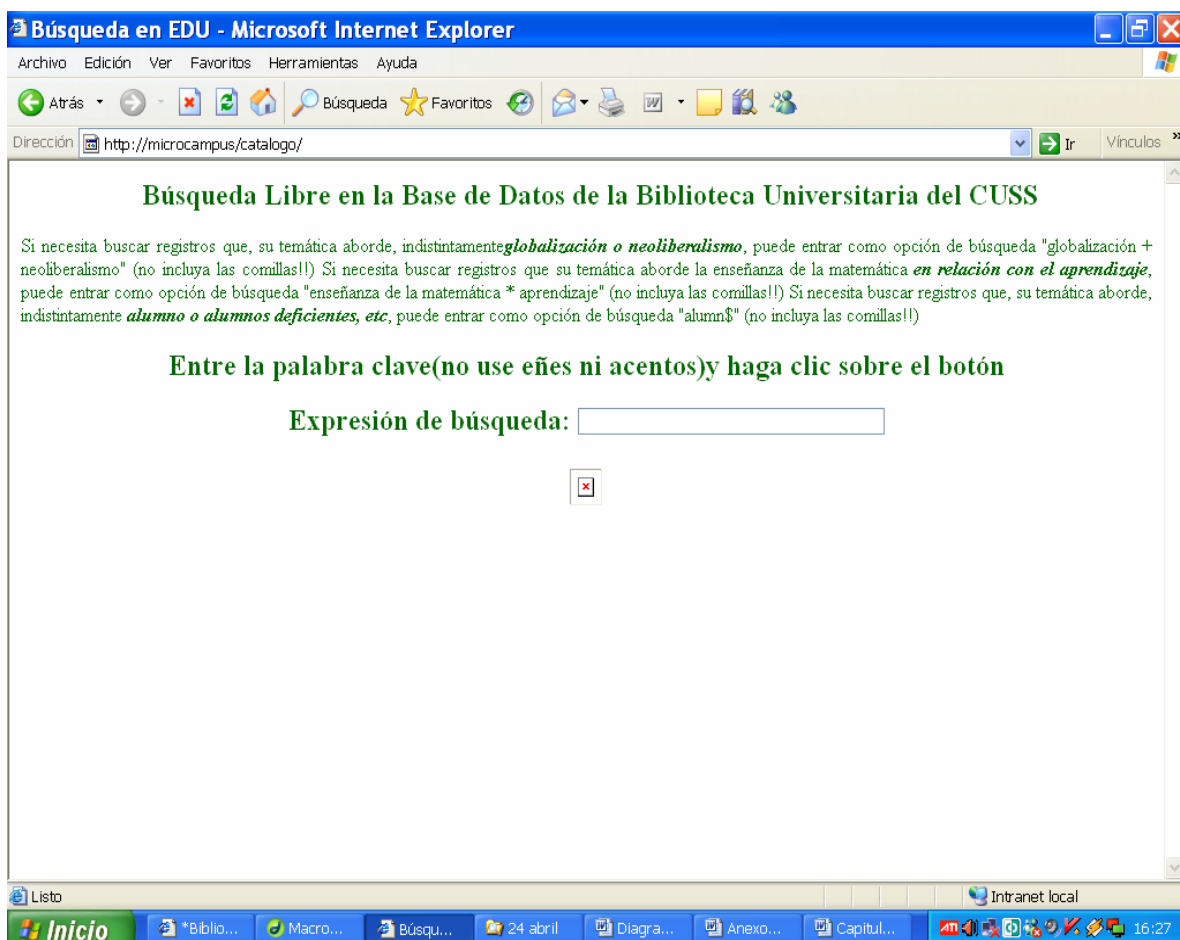 Búsqueda en EDU - Microsoft Internet Explorer
Archivo Edición Ver Favoritos Herramientas Ayuda
Atrás Búsqueda Favoritos
Dirección http://microcampus/catalogo/ Ir Vínculos »
Búsqueda Libre en la Base de Datos de la Biblioteca Universitaria del CUSS
Si necesita buscar registros que, su temática aborde, indistintamenteglobalización o neoliberalismo, puede entrar como opción de búsqueda "globalización +
neoliberalismo" (no incluya las comillas!!) Si necesita buscar registros que su temática aborde la enseñanza de la matemática en relación con el aprendizaje,
puede entrar como opción de búsqueda "enseñanza de la matemática * aprendizaje" (no incluya las comillas!!) Si necesita buscar registros que, su temática aborde,
indistintamente alumno o alumnos deficientes, etc, puede entrar como opción de búsqueda "alumn$" (no incluya las comillas!!)
Entre la palabra clave(no use eñes ni acentos)y haga clic sobre el botón
Expresión de búsqueda:
Listo Intranet local
Inicio *Biblio... Macro... Búsqu... 24 abril Diagra... Anexo... Capitul... ATI 16:27